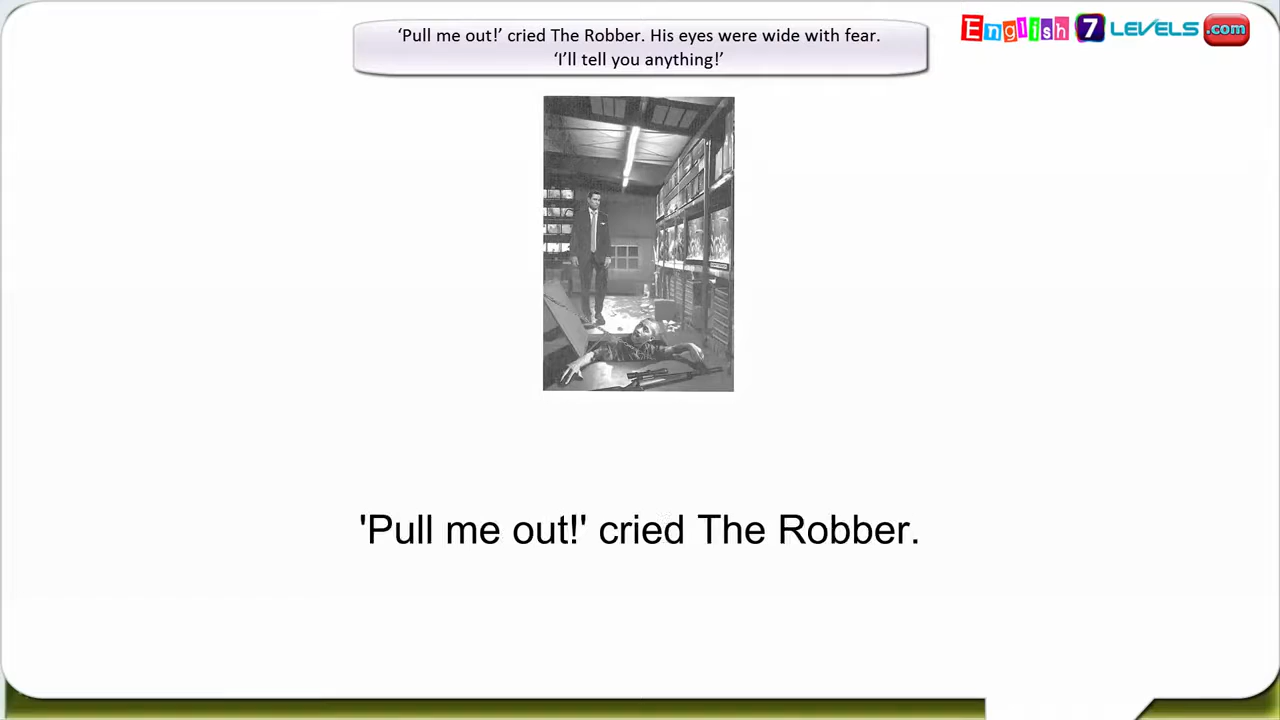 ‘Pull me out!’ cried The Robber. His eyes were wide with fear.
‘I’ll tell you anything!’
English 7 LEVELS .com
'Pull me out!' cried The Robber.